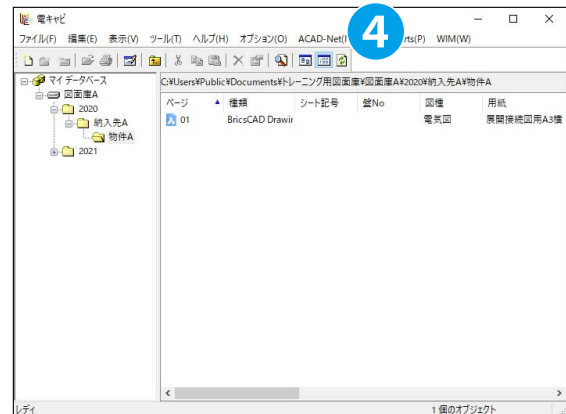 電キャビ
ファイル(F) 編集(E) 表示(V) ツール(T) ヘルプ(H) オプション(O) ACAD-Net( 4 rts(P) WIM(W)
マイ データベース
図面庫A
2020
納入先A
物件A
2021
C:¥Users¥Public¥Documents¥トレーニング用図面庫¥図面庫A¥2020¥納入先A¥物件A
ページ 種類 シート記号 盤No 図種 用紙
01 BricsCAD Drawir 電気図 展開接続図用A3横
レディ 1 個のオブジェクト